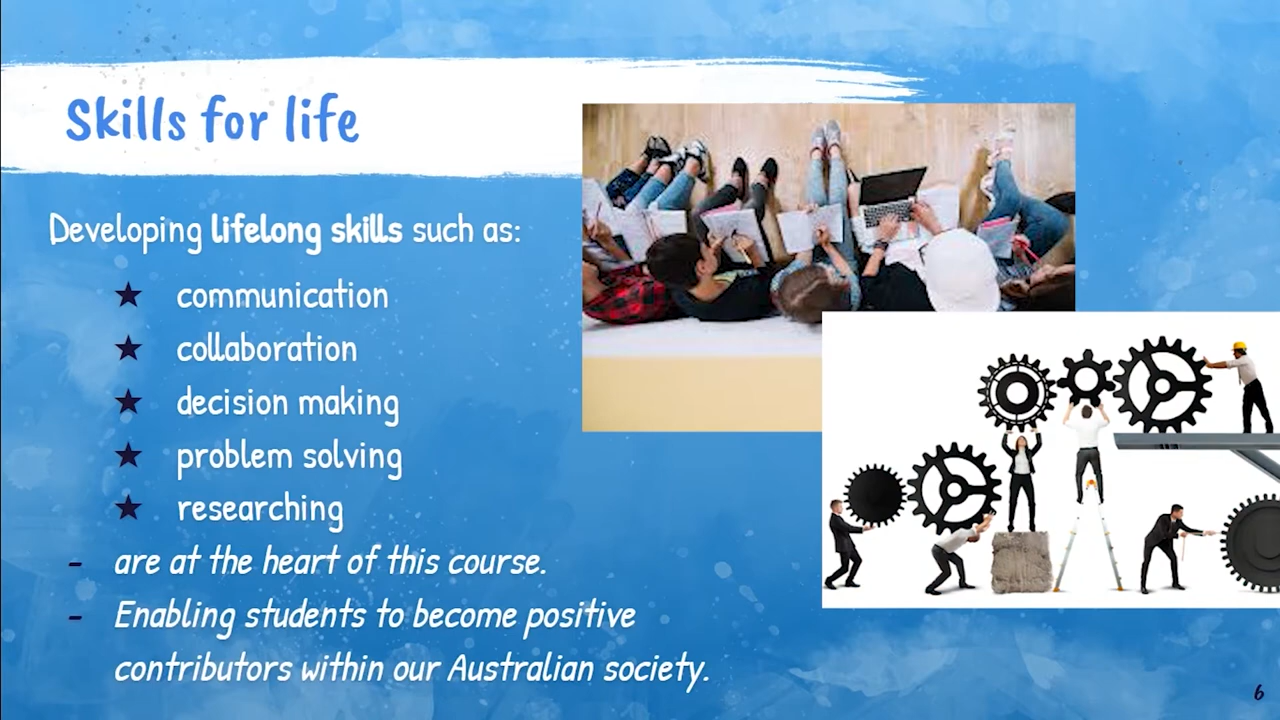 Skills for life
Developing lifelong skills such as:
★ communication
★ collaboration
★ decision making
★ problem solving
★ researching
- are at the heart of this course.
- Enabling students to become positive
contributors within our Australian society.
6